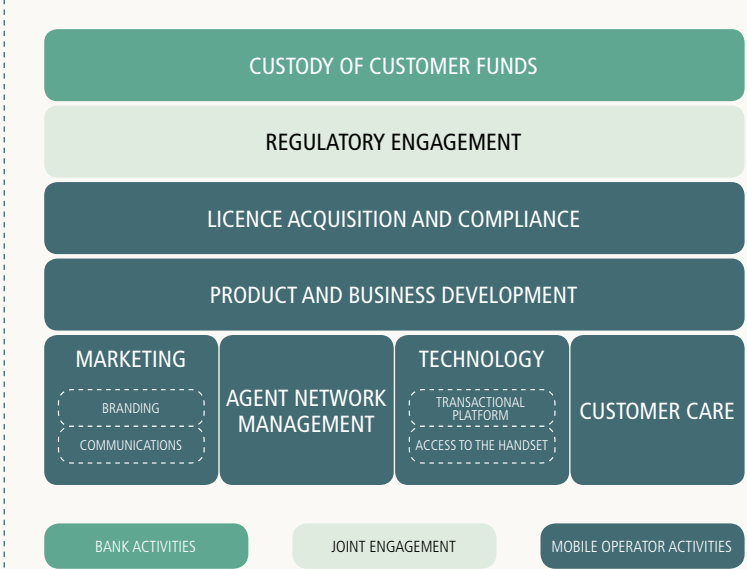 CUSTODY OF CUSTOMER FUNDS
REGULATORY ENGAGEMENT
LICENCE ACQUISITION AND COMPLIANCE
PRODUCT AND BUSINESS DEVELOPMENT
MARKETING
BRANDING
COMMUNICATIONS
AGENT NETWORK
MANAGEMENT
TECHNOLOGY
TRANSACTIONAL
PLATFORM
ACCESS TO THE HANDSET
CUSTOMER CARE
BANK ACTIVITIES
JOINT ENGAGEMENT
MOBILE OPERATOR ACTIVITIES